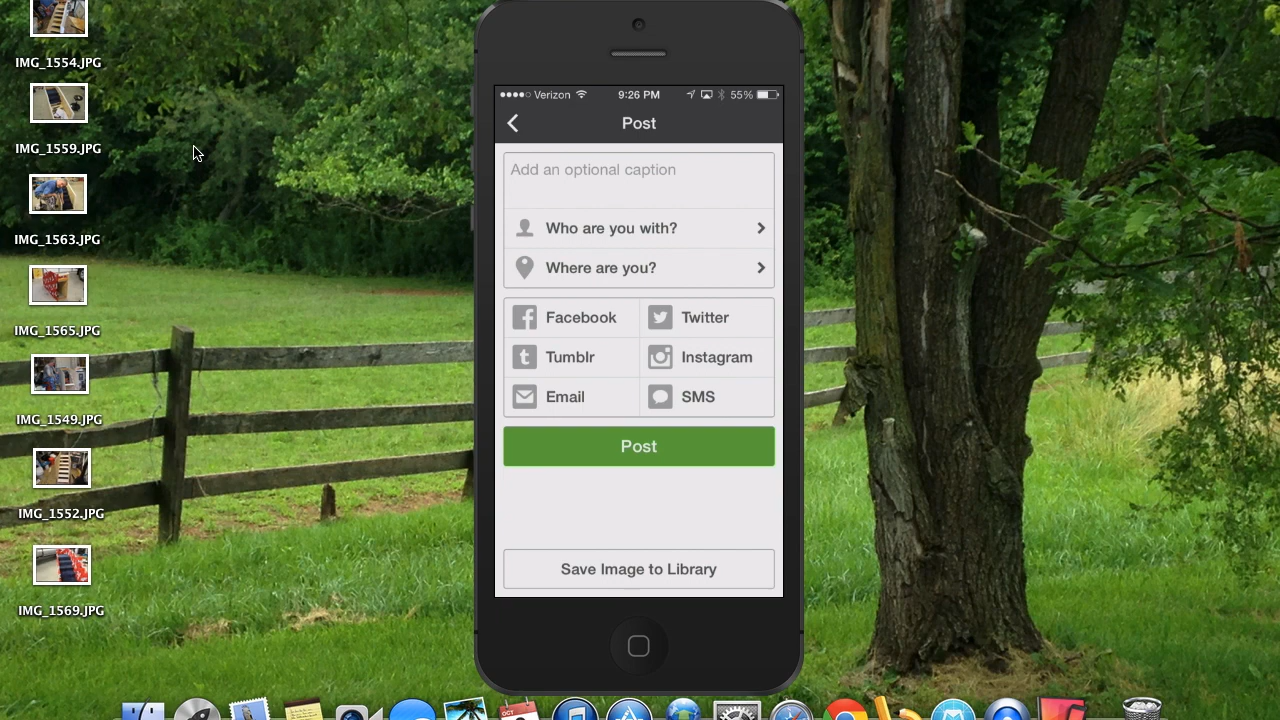 IMG_1554.JPG
IMG_1559.JPG
IMG_1563.JPG
IMG_1565.JPG
IMG_1549.JPG
IMG_1552.JPG
IMG_1569.JPG
Verizon 9:26 PM 55%
Post
Add an optional caption
Who are you with?
Where are you?
Facebook Twitter
Tumblr Instagram
Email SMS
Post
Save Image to Library
OCT